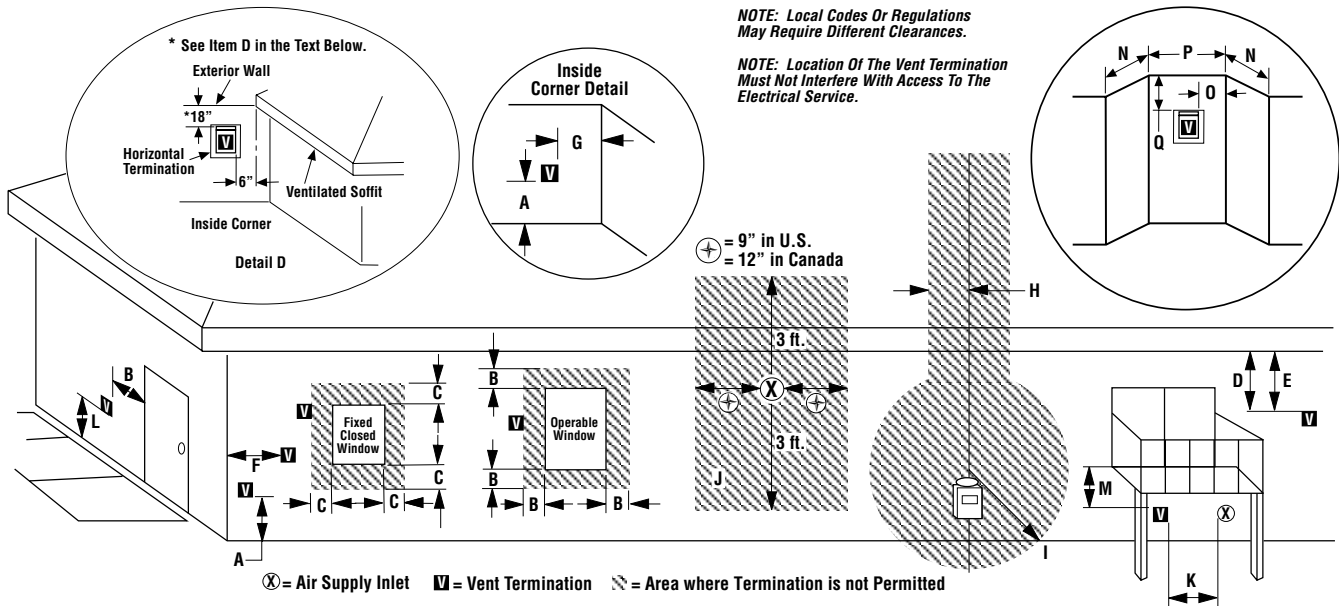 * See Item D in the Text Below.
Exterior Wall
*18”
V
Horizontal
Termination
6”
Ventilated Soffit
Inside Corner
Detail D
Inside
Corner Detail
G
V
A
NOTE: Local Codes Or Regulations
May Require Different Clearances.
NOTE: Location Of The Vent Termination
Must Not Interfere With Access To The
Electrical Service.
N P N
O
Q
V
= 9” in U.S.
= 12” in Canada
H
3 ft.
X
3 ft.
J
I
B
V
L
F
V
V
A
V
Fixed
Closed
Window
C
C
C C
B
V
Operable
Window
B
B B
D E
V
M
V X
K
X = Air Supply Inlet V = Vent Termination = Area where Termination is not Permitted